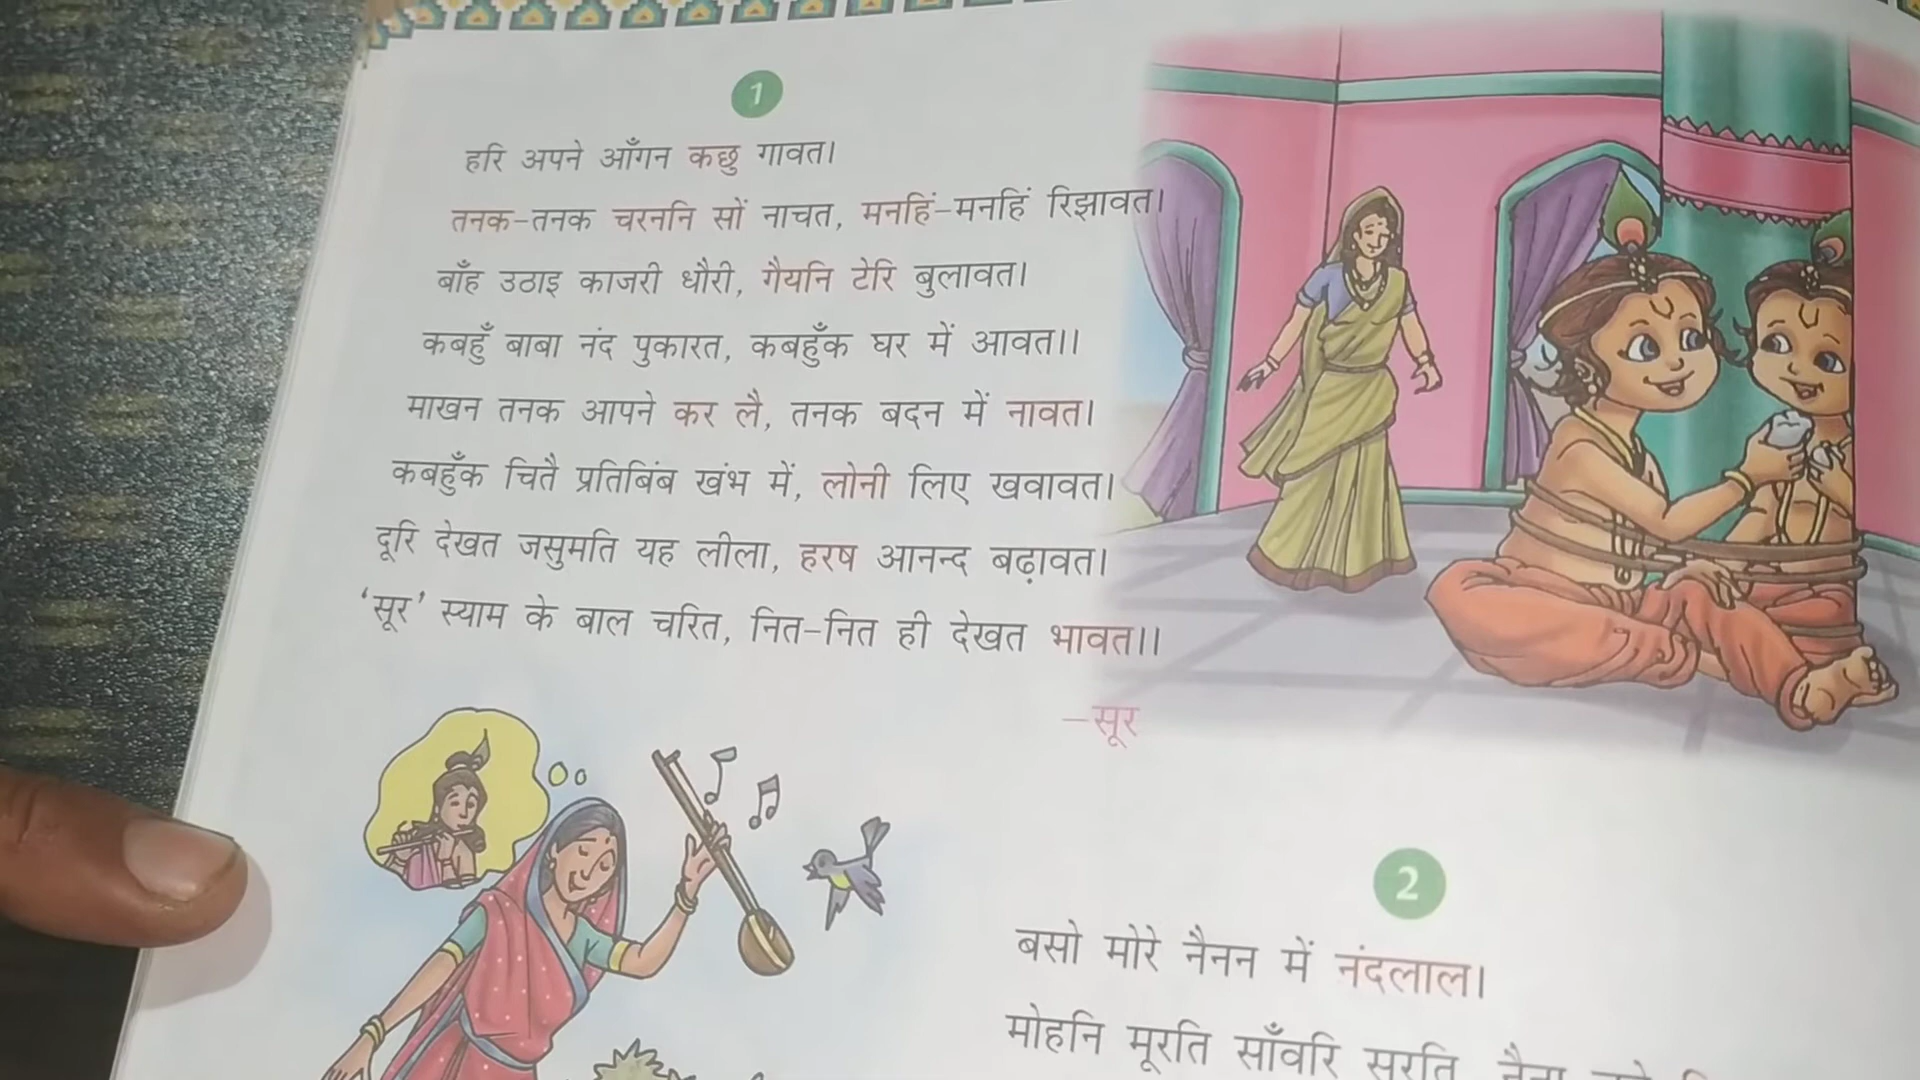 1
हरि अपने आँगन कछु गावत।
तनक-तनक चरननि सों नाचत, मनहिं-मनहिं रिझावत।
बाँह उठाइ काजरी धौरी, गैयनि टेरि बुलावत।
कबहुँ बाबा नंद पुकारत, कबहुँक घर में आवत।।
माखन तनक आपने कर लै, तनक बदन में नावत।
कबहुँक चितै प्रतिबिंब खंभ में, लोनी लिए खवावत।
दूरि देखत जसुमति यह लीला, हरष आनन्द बढ़ावत।
‘सूर’ स्याम के बाल चरित, नित-नित ही देखत भावत।।
–सूर
2
बसो मोरे नैनन में नंदलाल।
मोहनि मूरति साँवरि सुरति, नैना